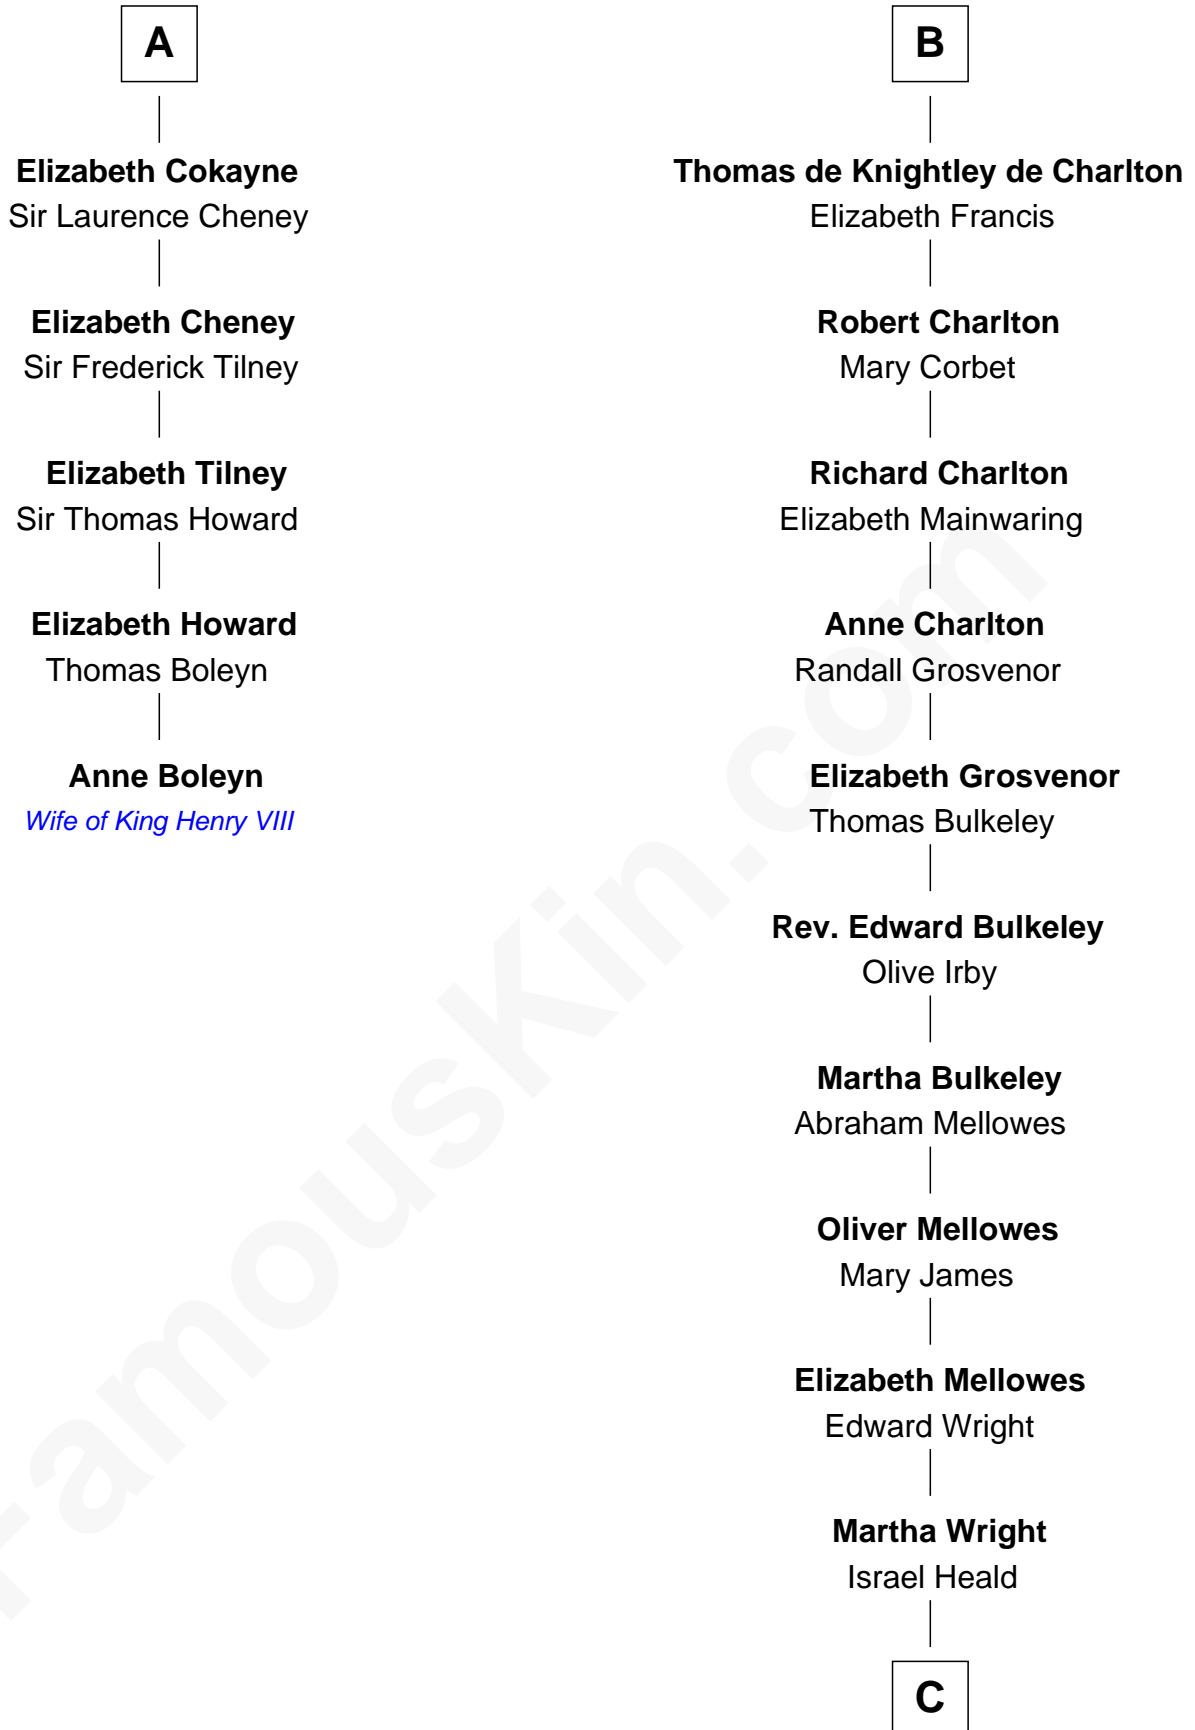 A
Elizabeth Cokayne
Sir Laurence Cheney
Elizabeth Cheney
Sir Frederick Tilney
Elizabeth Tilney
Sir Thomas Howard
Elizabeth Howard
Thomas Boleyn
Anne Boleyn
Wife of King Henry VIII
B
Thomas de Knightley de Charlton
Elizabeth Francis
Robert Charlton
Mary Corbet
Richard Charlton
Elizabeth Mainwaring
Anne Charlton
Randall Grosvenor
Elizabeth Grosvenor
Thomas Bulkeley
Rev. Edward Bulkeley
Olive Irby
Martha Bulkeley
Abraham Mellowes
Oliver Mellowes
Mary James
Elizabeth Mellowes
Edward Wright
Martha Wright
Israel Heald
C
FamousKin.com